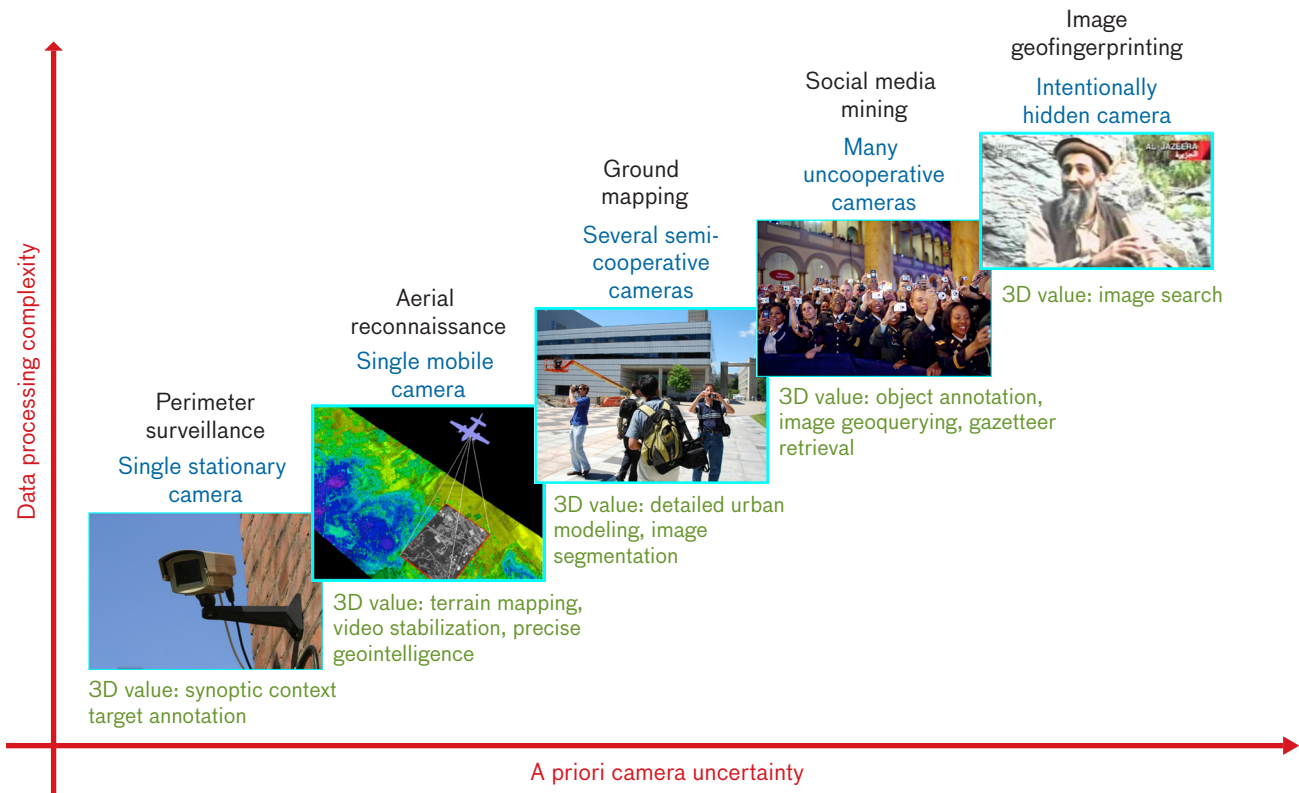 Image
geofingerprinting
Intentionally
hidden camera
AL-JAZEERA
الجزيرة
3D value: image search
Social media
mining
Many
uncooperative
cameras
3D value: object annotation,
image geoquerying, gazetteer
retrieval
Ground
mapping
Several semi-
cooperative
cameras
3D value: detailed urban
modeling, image
segmentation
Aerial
reconnaissance
Single mobile
camera
3D value: terrain mapping,
video stabilization, precise
geointelligence
Perimeter
surveillance
Single stationary
camera
3D value: synoptic context
target annotation
Data processing complexity
A priori camera uncertainty